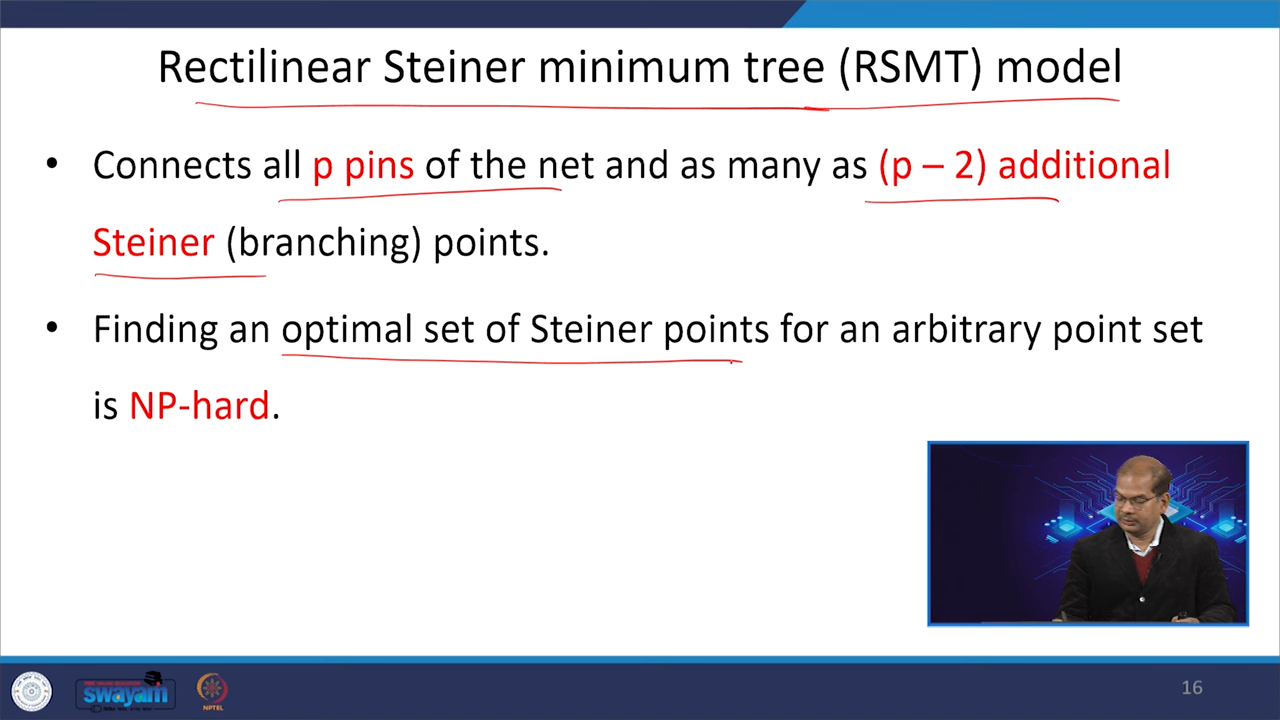 Rectilinear Steiner minimum tree (RSMT) model
• Connects all p pins of the net and as many as (p – 2) additional
Steiner (branching) points.
• Finding an optimal set of Steiner points for an arbitrary point set
is NP-hard.
swayam
NPTEL
16